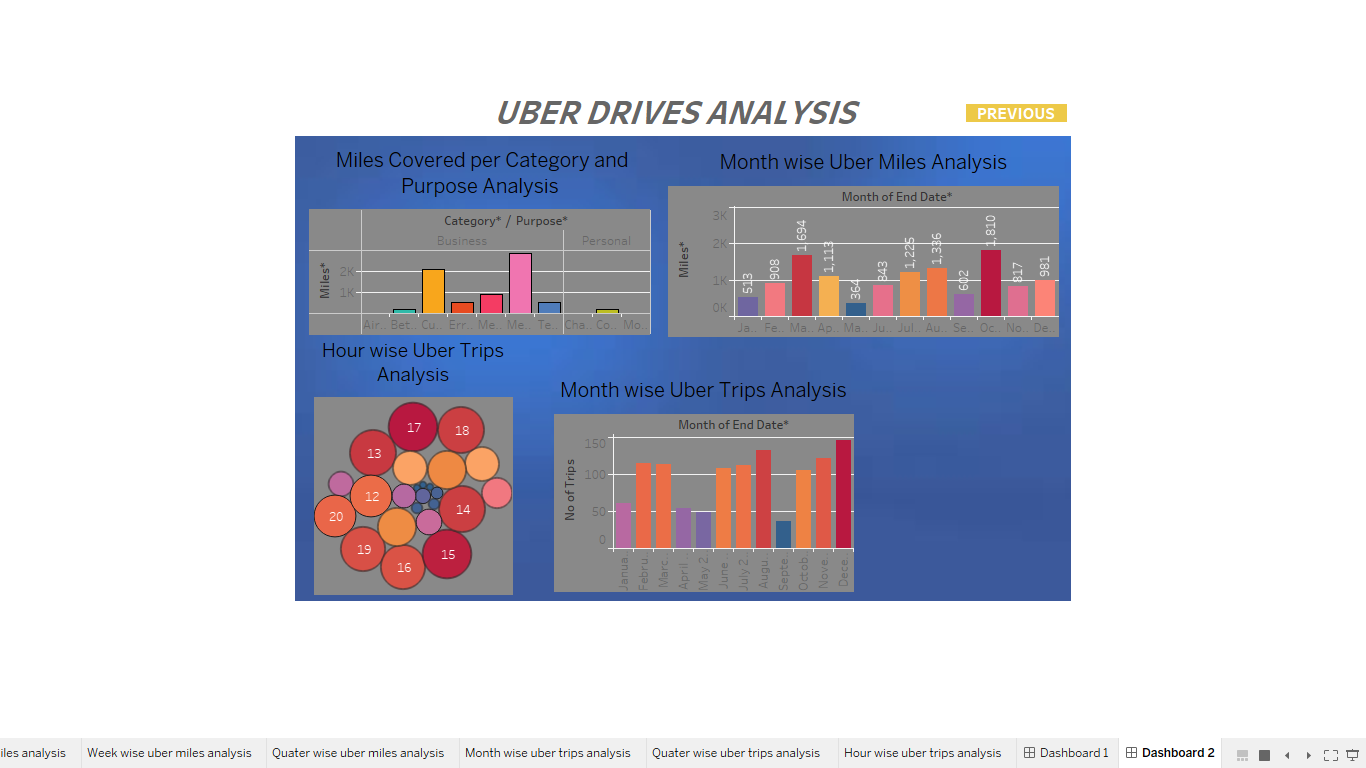 UBER DRIVES ANALYSIS
PREVIOUS
Miles Covered per Category and
Purpose Analysis
Category* / Purpose*
Business
Personal
Miles*
2K
1K
Air..
Bet..
Cu..
Err..
Me..
Me..
Te..
Cha..
Co..
Mo..
Month wise Uber Miles Analysis
Month of End Date*
Miles*
3K
2K
1K
0K
513
908
1,694
1,113
364
843
1,225
1,336
602
1,810
817
981
Ja..
Fe..
Ma..
Ap..
Ma..
Ju..
Jul..
Au..
Se..
Oc..
No..
De..
Hour wise Uber Trips
Analysis
17
18
13
12
14
20
19
15
16
Month wise Uber Trips Analysis
Month of End Date*
No of Trips
150
100
50
0
Janua..
Febru..
Marc..
April ..
May 2..
June ..
July 2..
Augu..
Septe..
Octob..
Nove..
Dece..
iles analysis
Week wise uber miles analysis
Quater wise uber miles analysis
Month wise uber trips analysis
Quater wise uber trips analysis
Hour wise uber trips analysis
Dashboard 1
Dashboard 2